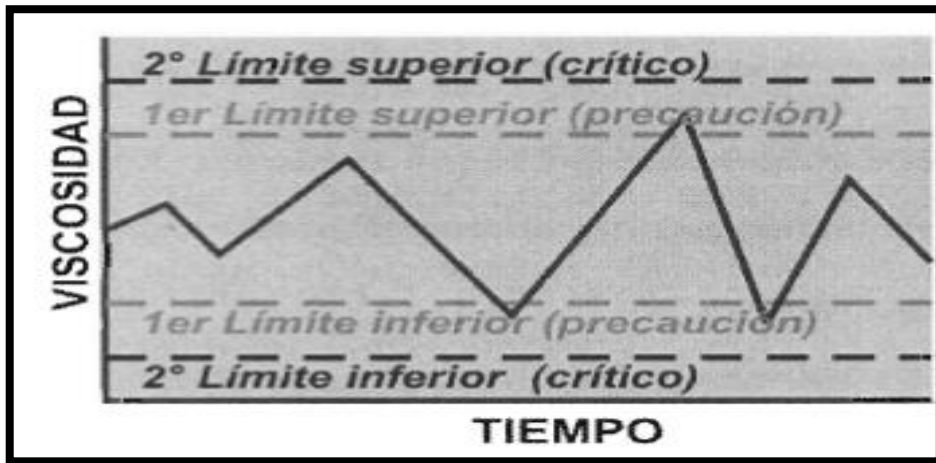 2° Límite superior (crítico)
1er Límite superior (precaución)
VISCOSIDAD
1er Límite inferior (precaución)
2° Límite inferior (crítico)
TIEMPO